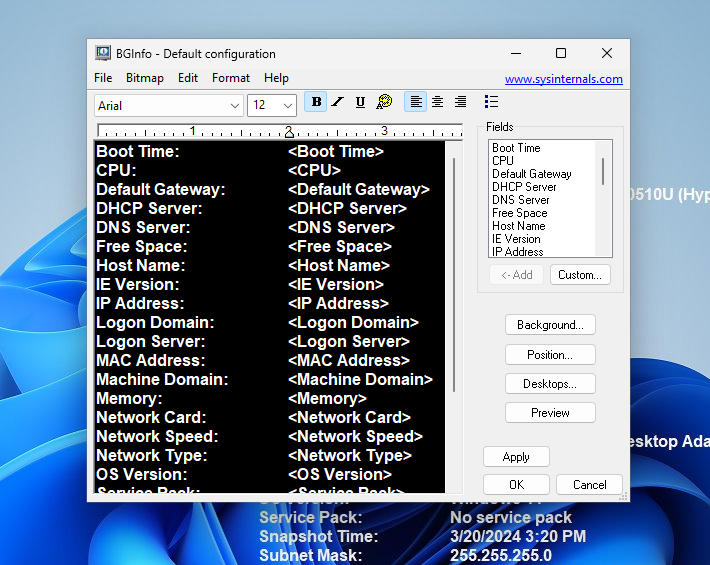 BGInfo - Default configuration
File Bitmap Edit Format Help www.sysinternals.com
Arial 12 B I U
1 2 3
Boot Time: <Boot Time>
CPU: <CPU>
Default Gateway: <Default Gateway>
DHCP Server: <DHCP Server>
DNS Server: <DNS Server>
Free Space: <Free Space>
Host Name: <Host Name>
IE Version: <IE Version>
IP Address: <IP Address>
Logon Domain: <Logon Domain>
Logon Server: <Logon Server>
MAC Address: <MAC Address>
Machine Domain: <Machine Domain>
Memory: <Memory>
Network Card: <Network Card>
Network Speed: <Network Speed>
Network Type: <Network Type>
OS Version: <OS Version>
Service Pack: <Service Pack>
Fields
Boot Time
CPU
Default Gateway
DHCP Server
DNS Server
Free Space
Host Name
IE Version
IP Address
<- Add Custom...
Background...
Position...
Desktops...
Preview
Apply
OK Cancel
0510U (Hyp
esktop Ada
OS Version: Windows 11
Service Pack: No service pack
Snapshot Time: 3/20/2024 3:20 PM
Subnet Mask: 255.255.255.0